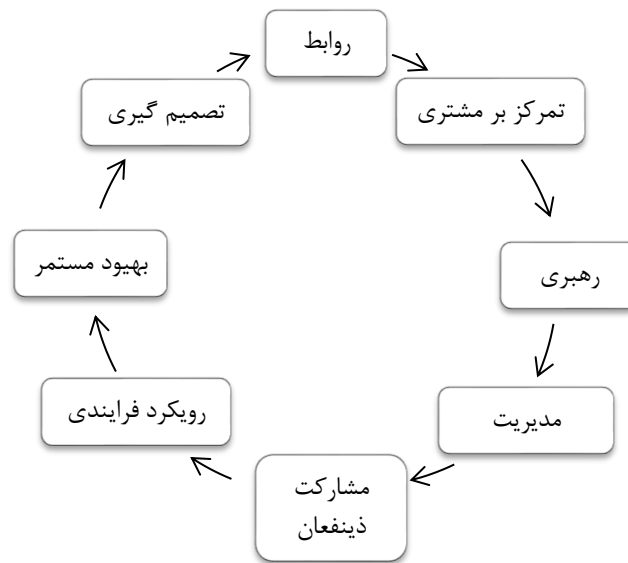 روابط
تمرکز بر مشتری
رهبری
مدیریت
مشارکت
ذینفعان
رویکرد فرایندی
بهبود مستمر
تصمیم گیری